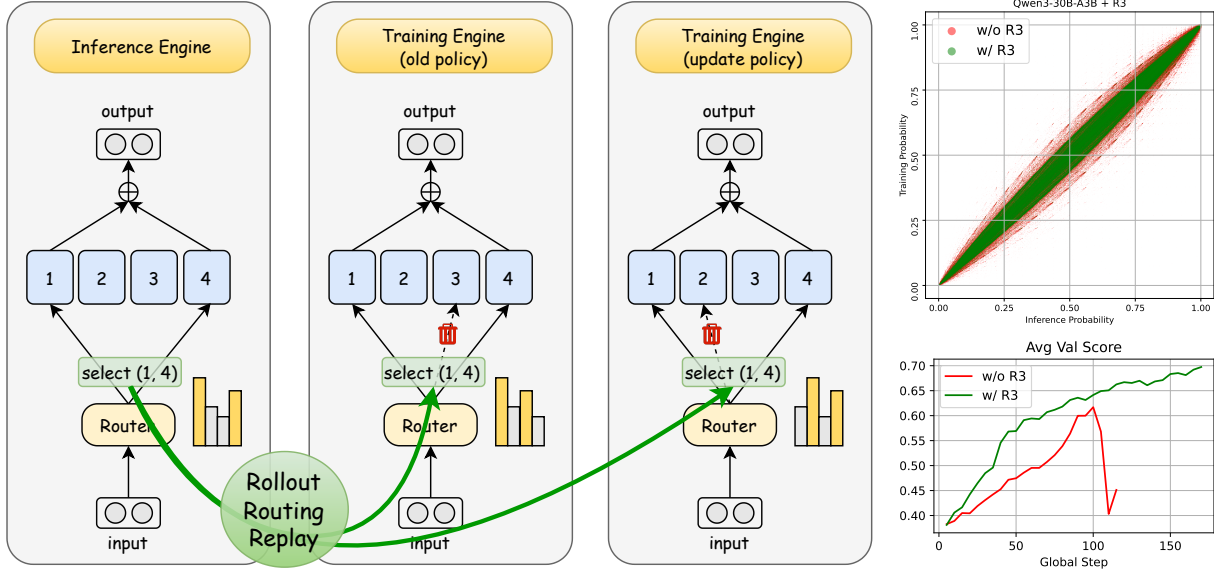 Inference Engine
output
1 2 3 4
select (1, 4)
Router
input
Training Engine
(old policy)
output
1 2 3 4
select (1, 4)
Router
input
Training Engine
(update policy)
output
1 2 3 4
select (1, 4)
Router
input
Rollout
Routing
Replay
Qwen3-30B-A3B + R3
w/o R3
w/ R3
Training Probability
1.00
0.75
0.50
0.25
0.00
0.00 0.25 0.50 0.75 1.00
Inference Probability
Avg Val Score
w/o R3
w/ R3
0.70
0.65
0.60
0.55
0.50
0.45
0.40
0 50 100 150
Global Step